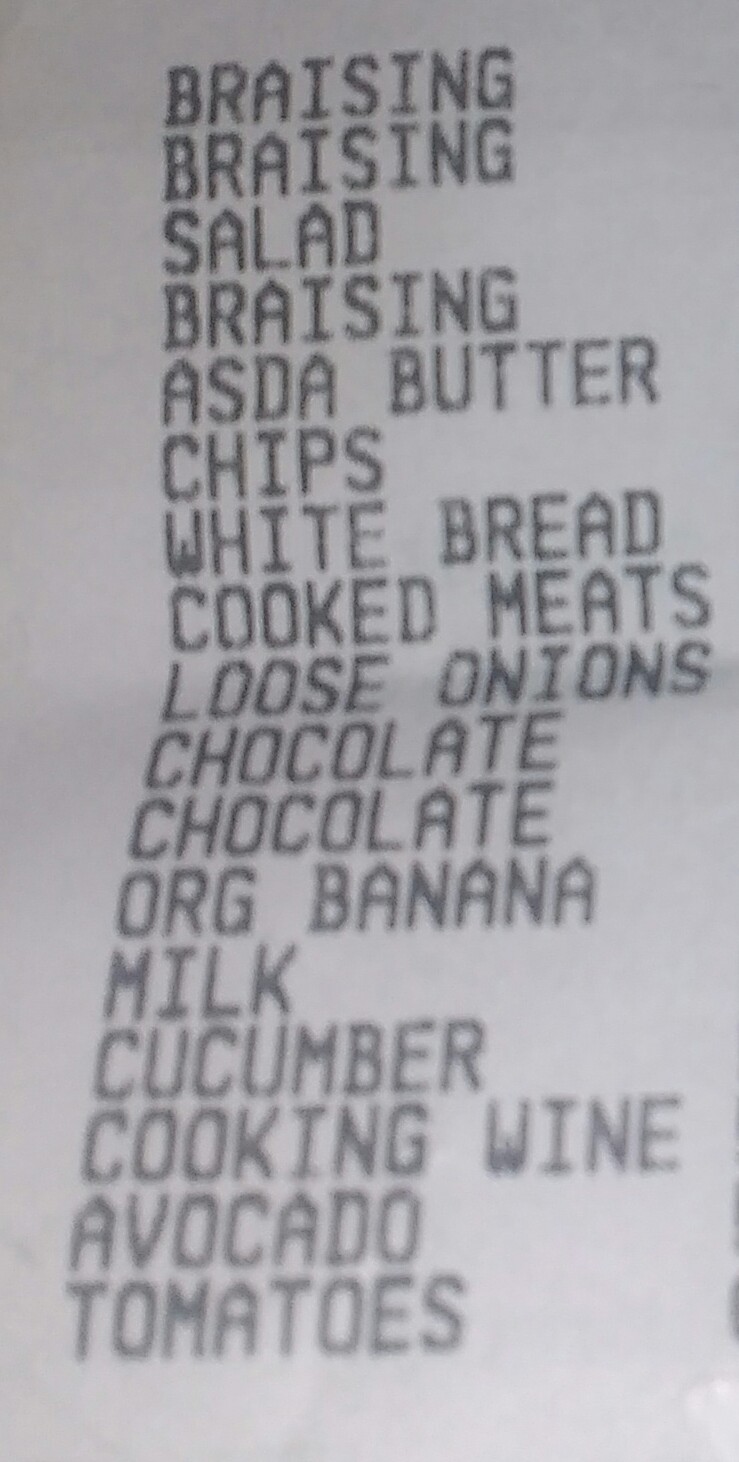 BRAISING
BRAISING
SALAD
BRAISING
ASDA BUTTER
CHIPS
WHITE BREAD
COOKED MEATS
LOOSE ONIONS
CHOCOLATE
CHOCOLATE
ORG BANANA
MILK
CUCUMBER
COOKING WINE
AVOCADO
TOMATOES